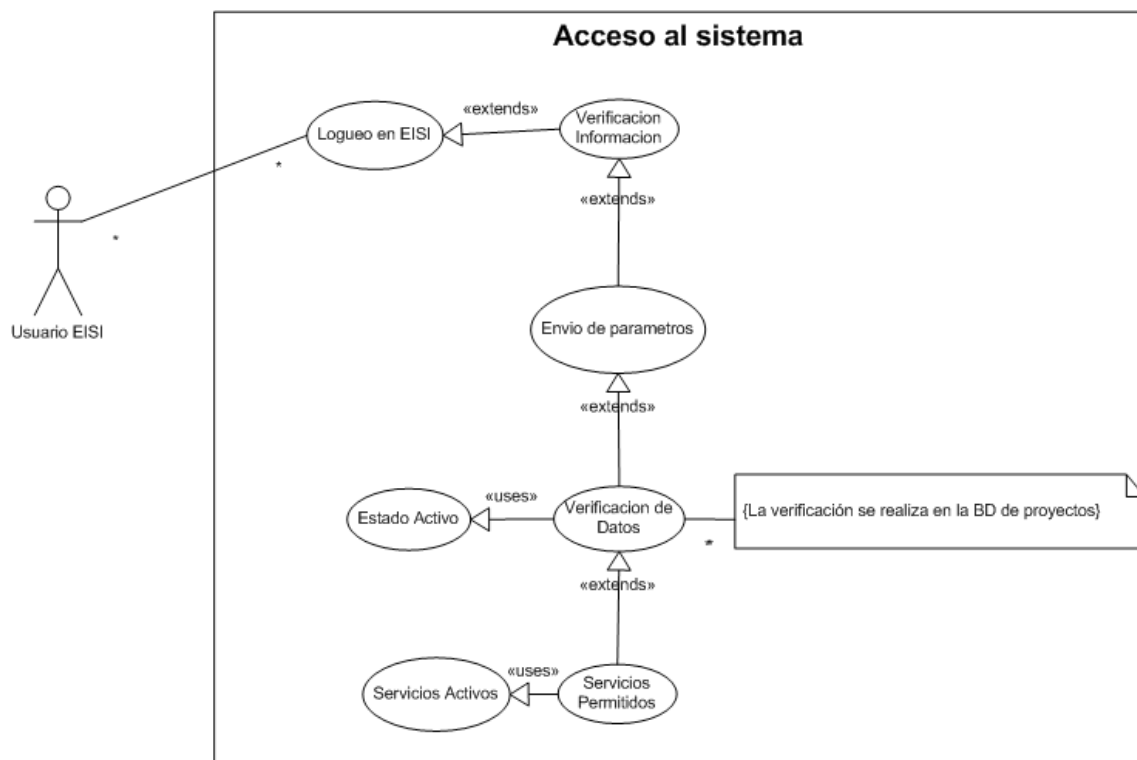 Acceso al sistema
«extends»
Logueo en EISI
Verificacion
Informacion
*
*
Usuario EISI
«extends»
Envio de parametros
«extends»
«uses»
Estado Activo
Verificacion de
Datos
*
{La verificación se realiza en la BD de proyectos}
«extends»
«uses»
Servicios Activos
Servicios
Permitidos